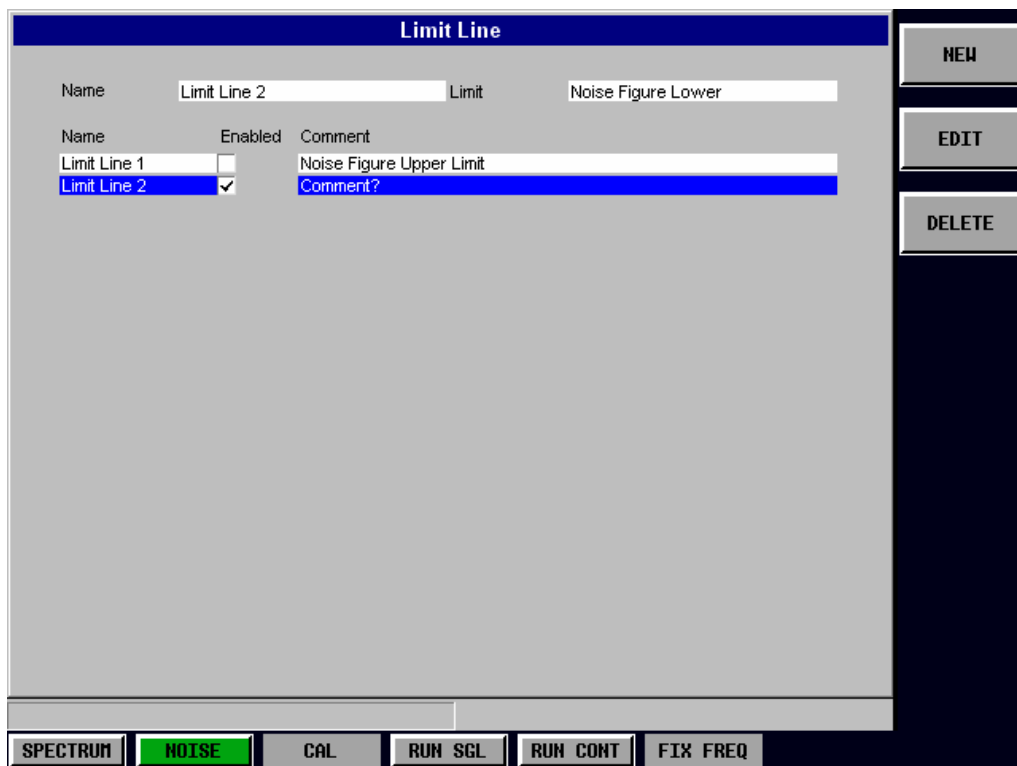 Limit Line
Name Limit Line 2 Limit Noise Figure Lower
Name Enabled Comment
Limit Line 1 Noise Figure Upper Limit
Limit Line 2 Comment?
NEW
EDIT
DELETE
SPECTRUM NOISE CAL RUN SGL RUN CONT FIX FREQ